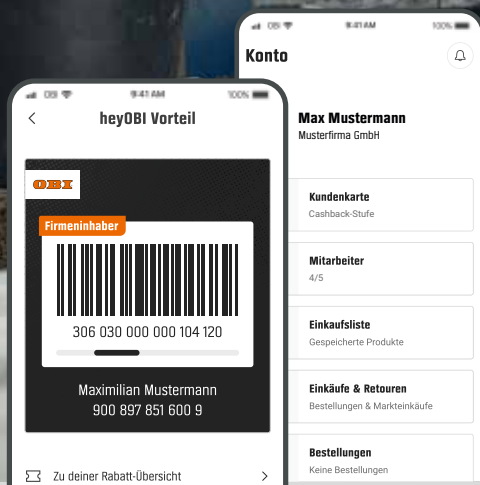 OBI 9:41 AM 100%
Konto
Max Mustermann
Musterfirma GmbH
Kundenkarte
Cashback-Stufe
Mitarbeiter
4/5
Einkaufsliste
Gespeicherte Produkte
Einkäufe & Retouren
Bestellungen & Markteinkäufe
Bestellungen
Keine Bestellungen
OBI 9:41 AM 100%
heyOBI Vorteil
OBI
Firmeninhaber
306 030 000 000 104 120
Maximilian Mustermann
900 897 851 600 9
Zu deiner Rabatt-Übersicht